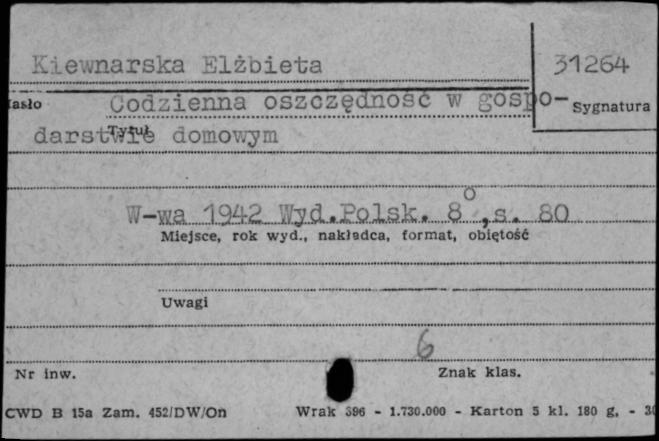 Kiewnarska Elżbieta
31264
asło
Codzienna oszczędność w gospo-
Sygnatura
Tytuł
darstwie domowym
W-wa 1942 Wyd.Polsk. 8°,s. 80
Miejsce, rok wyd., nakładca, format, objętość
Uwagi
6
Nr inw.
Znak klas.
CWD B 15a Zam. 452/DW/On
Wrak 396 - 1.730.000 - Karton 5 kl. 180 g, - 30